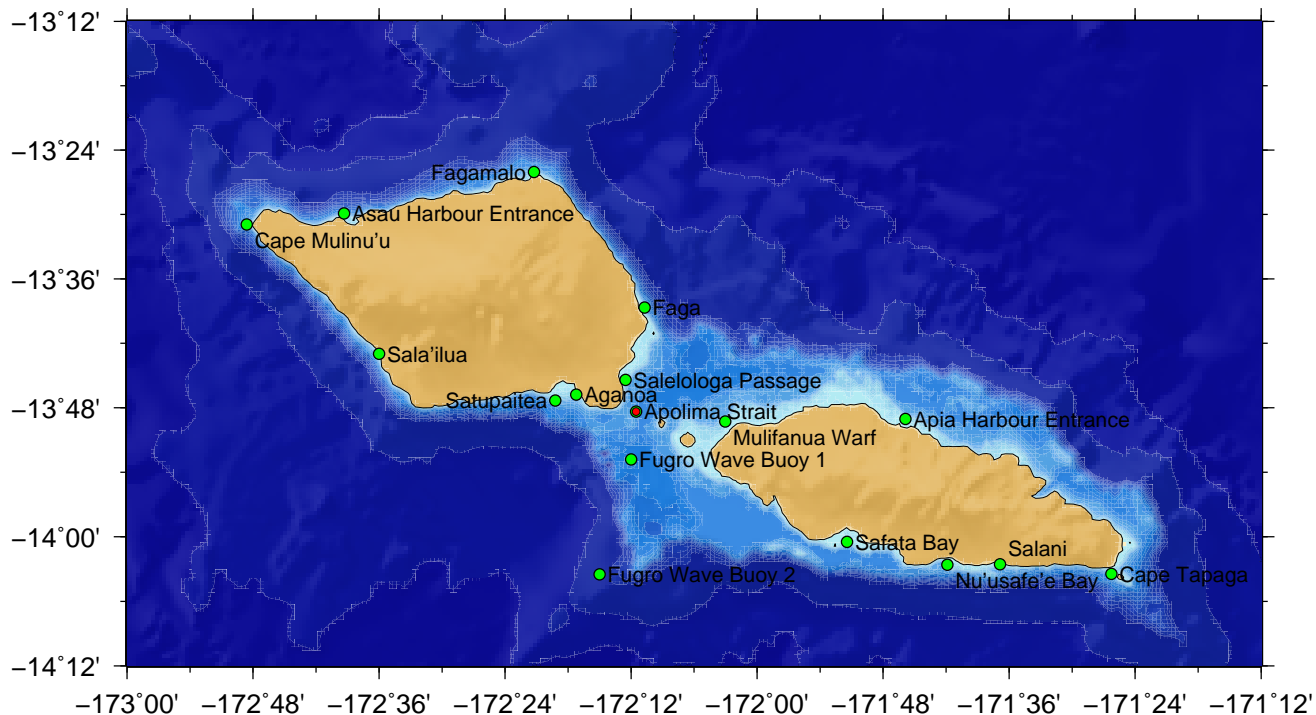 −13˚12'
−13˚24'
−13˚36'
−13˚48'
−14˚00'
−14˚12'
Fagamalo
Asau Harbour Entrance
Cape Mulinu'u
Faga
Sala'ilua
Salelologa Passage
Aganoa
Satupaitea
Apolima Strait
Apia Harbour Entrance
Mulifanua Warf
Fugro Wave Buoy 1
Safata Bay
Salani
Fugro Wave Buoy 2
Nu'usafe'e Bay
Cape Tapaga
−173˚00' −172˚48' −172˚36' −172˚24' −172˚12' −172˚00' −171˚48' −171˚36' −171˚24' −171˚12'